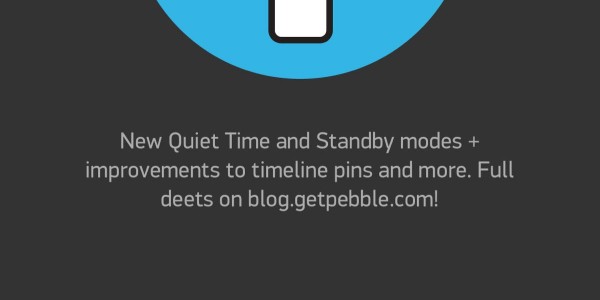 New Quiet Time and Standby modes +
improvements to timeline pins and more. Full
deets on blog.getpebble.com!